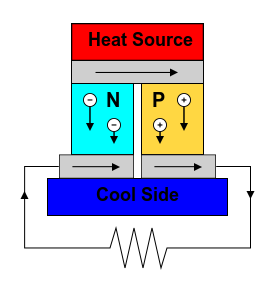 Heat Source
N P
− +
− +
Cool Side